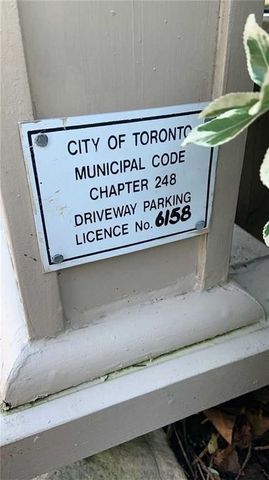 CITY OF TORONTO
MUNICIPAL CODE
CHAPTER 248
DRIVEWAY PARKING
LICENCE No. 6158